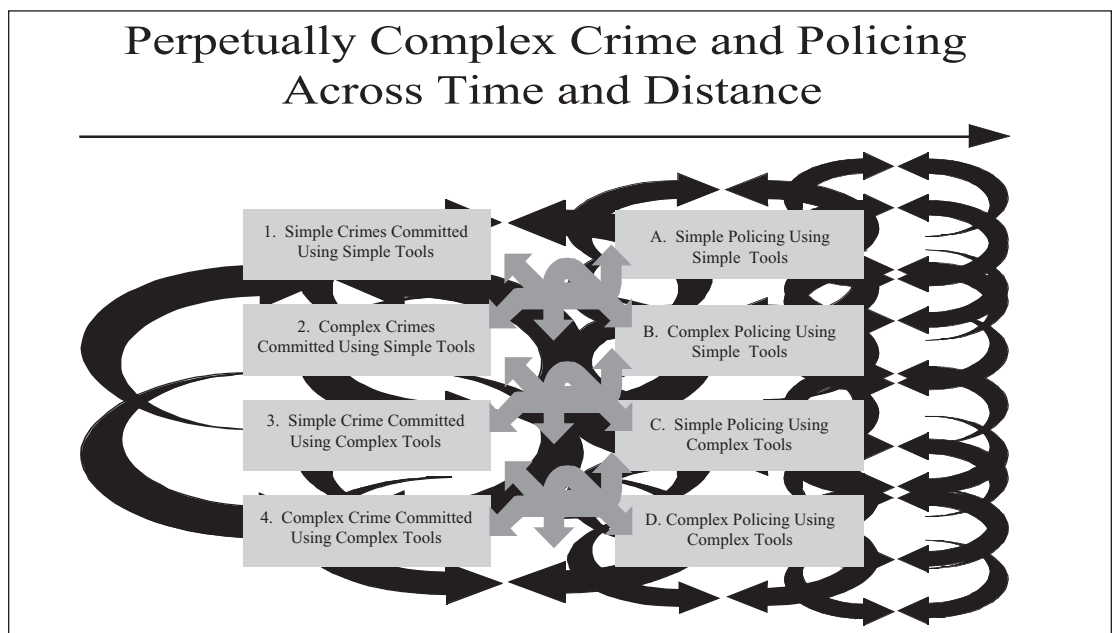 Perpetually Complex Crime and Policing
Across Time and Distance
1. Simple Crimes Committed
Using Simple Tools
A. Simple Policing Using
Simple Tools
2. Complex Crimes
Committed Using Simple Tools
B. Complex Policing Using
Simple Tools
3. Simple Crime Committed
Using Complex Tools
C. Simple Policing Using
Complex Tools
4. Complex Crime Committed
Using Complex Tools
D. Complex Policing Using
Complex Tools